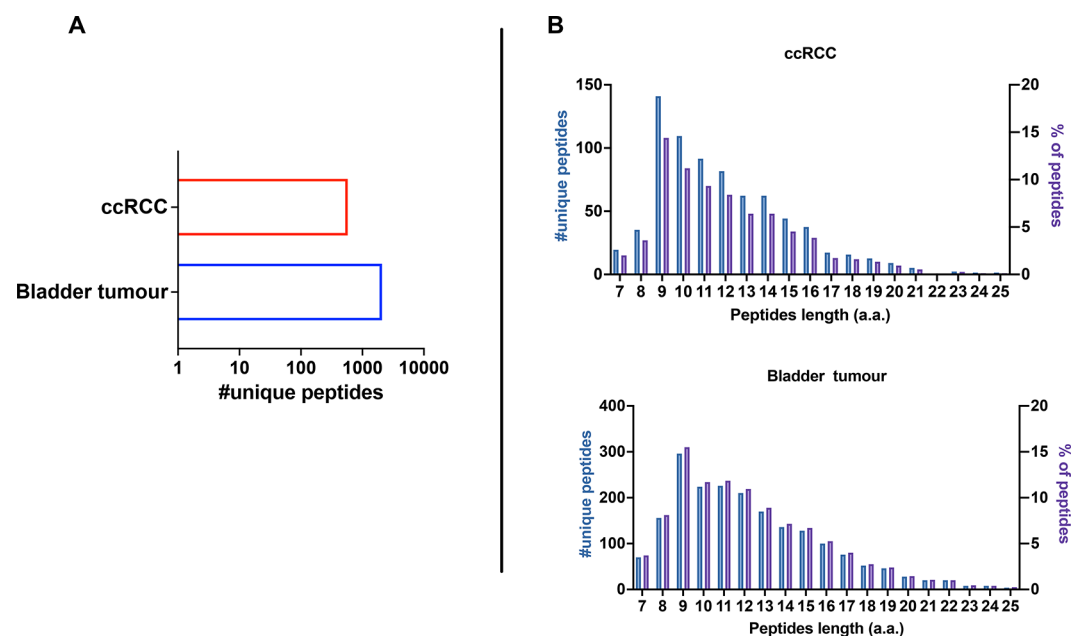 A
ccRCC
Bladder tumour
1 10 100 1000 10000
#unique peptides
B
ccRCC
#unique peptides
150
100
50
0
20
15
10
5
0
% of peptides
7 8 9 10 11 12 13 14 15 16 17 18 19 20 21 22 23 24 25
Peptides length (a.a.)
Bladder tumour
#unique peptides
400
300
200
100
0
20
15
10
5
0
% of peptides
7 8 9 10 11 12 13 14 15 16 17 18 19 20 21 22 23 24 25
Peptides length (a.a.)